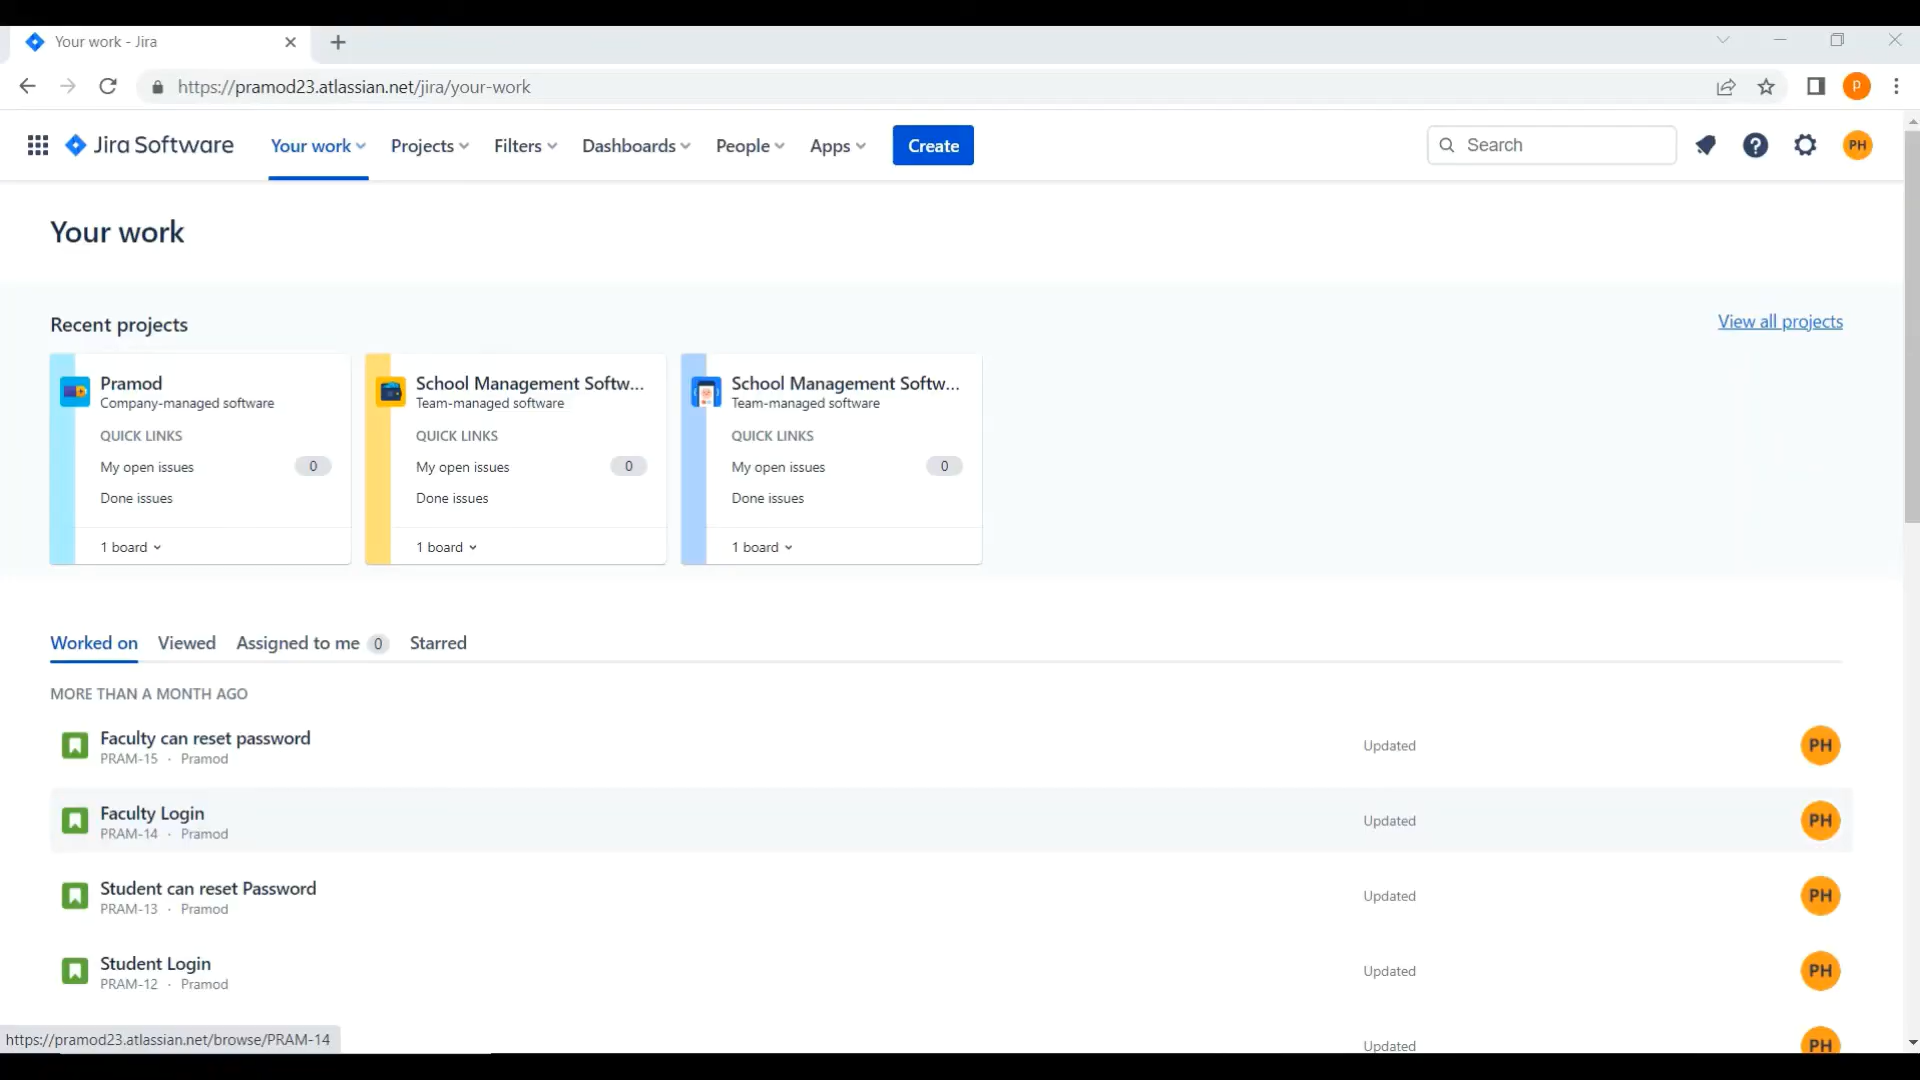 Your work - Jira
https://pramod23.atlassian.net/jira/your-work
P
Jira Software
Your work
Projects
Filters
Dashboards
People
Apps
Create
Search
PH
Your work
Recent projects
View all projects
Pramod
Company-managed software
QUICK LINKS
My open issues 0
Done issues
1 board
School Management Softw...
Team-managed software
QUICK LINKS
My open issues 0
Done issues
1 board
School Management Softw...
Team-managed software
QUICK LINKS
My open issues 0
Done issues
1 board
Worked on
Viewed
Assigned to me 0
Starred
MORE THAN A MONTH AGO
Faculty can reset password
PRAM-15 · Pramod
Updated
PH
Faculty Login
PRAM-14 · Pramod
Updated
PH
Student can reset Password
PRAM-13 · Pramod
Updated
PH
Student Login
PRAM-12 · Pramod
Updated
PH
Updated
PH
https://pramod23.atlassian.net/browse/PRAM-14